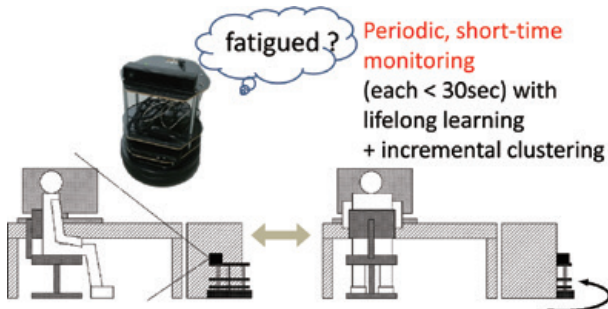 fatigued ?
Periodic, short-time
monitoring
(each < 30sec) with
lifelong learning
+ incremental clustering